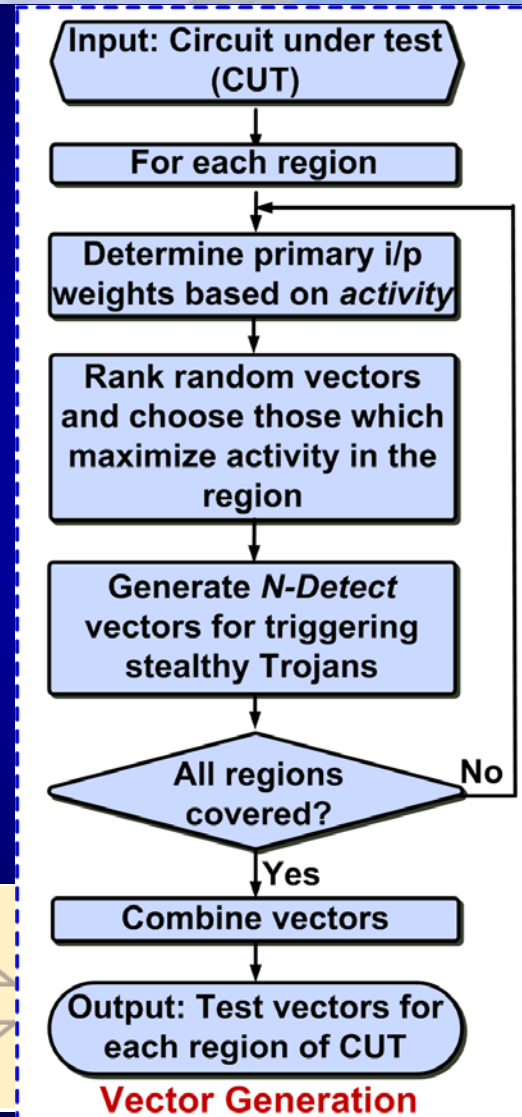 Input: Circuit under test
(CUT)
For each region
Determine primary i/p
weights based on activity
Rank random vectors
and choose those which
maximize activity in the
region
Generate N-Detect
vectors for triggering
stealthy Trojans
All regions
covered?
No
Yes
Combine vectors
Output: Test vectors for
each region of CUT
Vector Generation